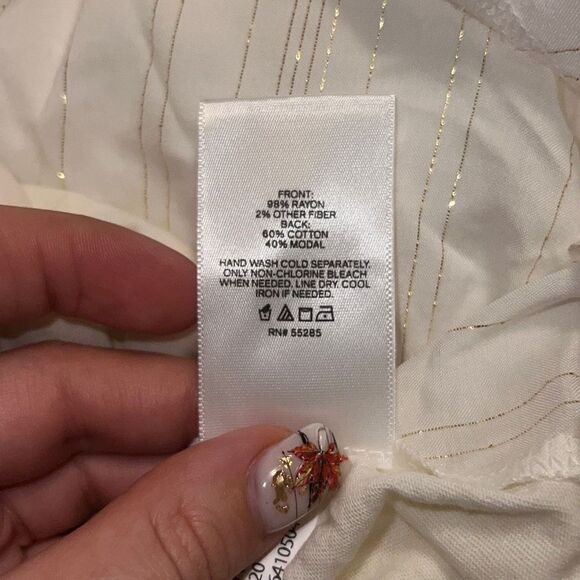 FRONT:
98% RAYON
2% OTHER FIBER
BACK:
60% COTTON
40% MODAL
HAND WASH COLD SEPARATELY.
ONLY NON-CHLORINE BLEACH
WHEN NEEDED. LINE DRY. COOL
IRON IF NEEDED.
RN# 55285